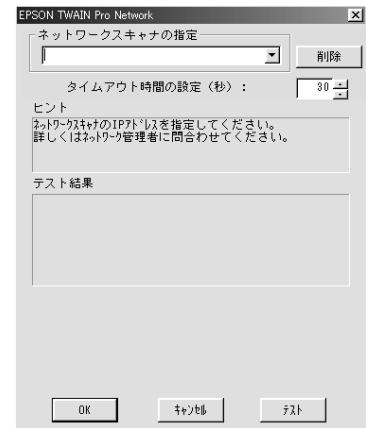 EPSON TWAIN Pro Network
ネットワークスキャナの指定
削除
タイムアウト時間の設定（秒）：
30
ヒント
ﾈｯﾄﾜｰｸｽｷｬﾅのIPｱﾄﾞﾚｽを指定してください。
詳しくはﾈｯﾄﾜｰｸ管理者に問合わせてください。
テスト結果
OK
ｷｬﾝｾﾙ
ﾃｽﾄ